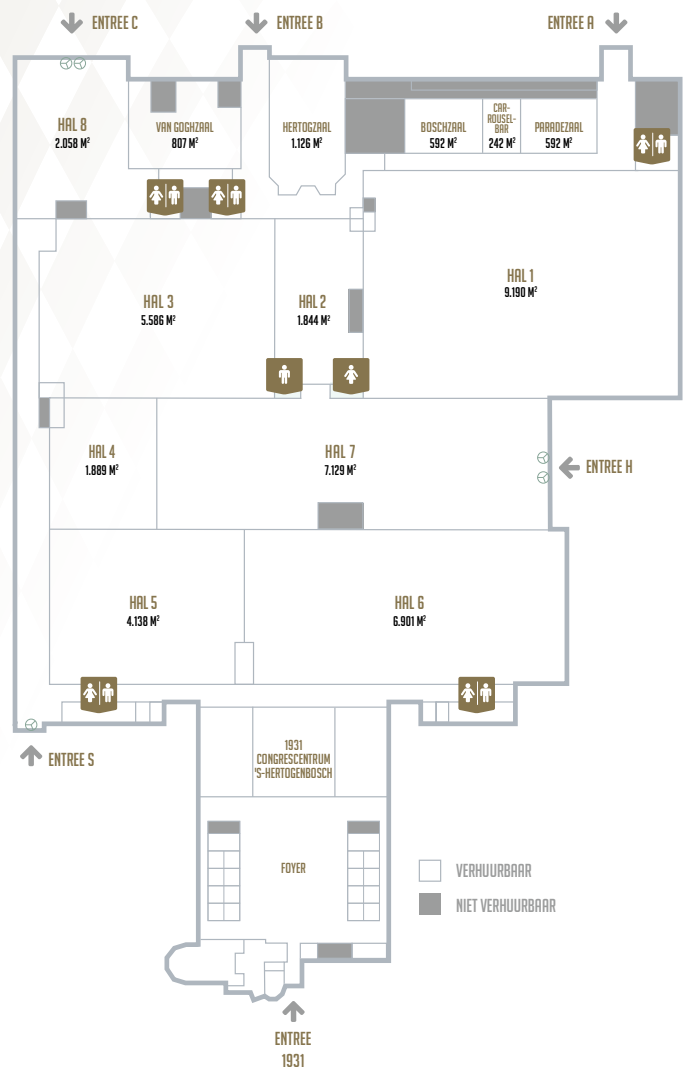 ENTREE C
ENTREE B
ENTREE A
HAL 8
2.058 M²
VAN GOGHZAAL
807 M²
HERTOGZAAL
1.126 M²
BOSCHZAAL
592 M²
CAR-
ROUSEL-
BAR
242 M²
PARADEZAAL
592 M²
HAL 3
5.586 M²
HAL 2
1.844 M²
HAL 1
9.190 M²
HAL 4
1.889 M²
HAL 7
7.129 M²
ENTREE H
HAL 5
4.138 M²
HAL 6
6.901 M²
ENTREE S
1931
CONGRESCENTRUM
'S-HERTOGENBOSCH
FOYER
VERHUURBAAR
NIET VERHUURBAAR
ENTREE
1931